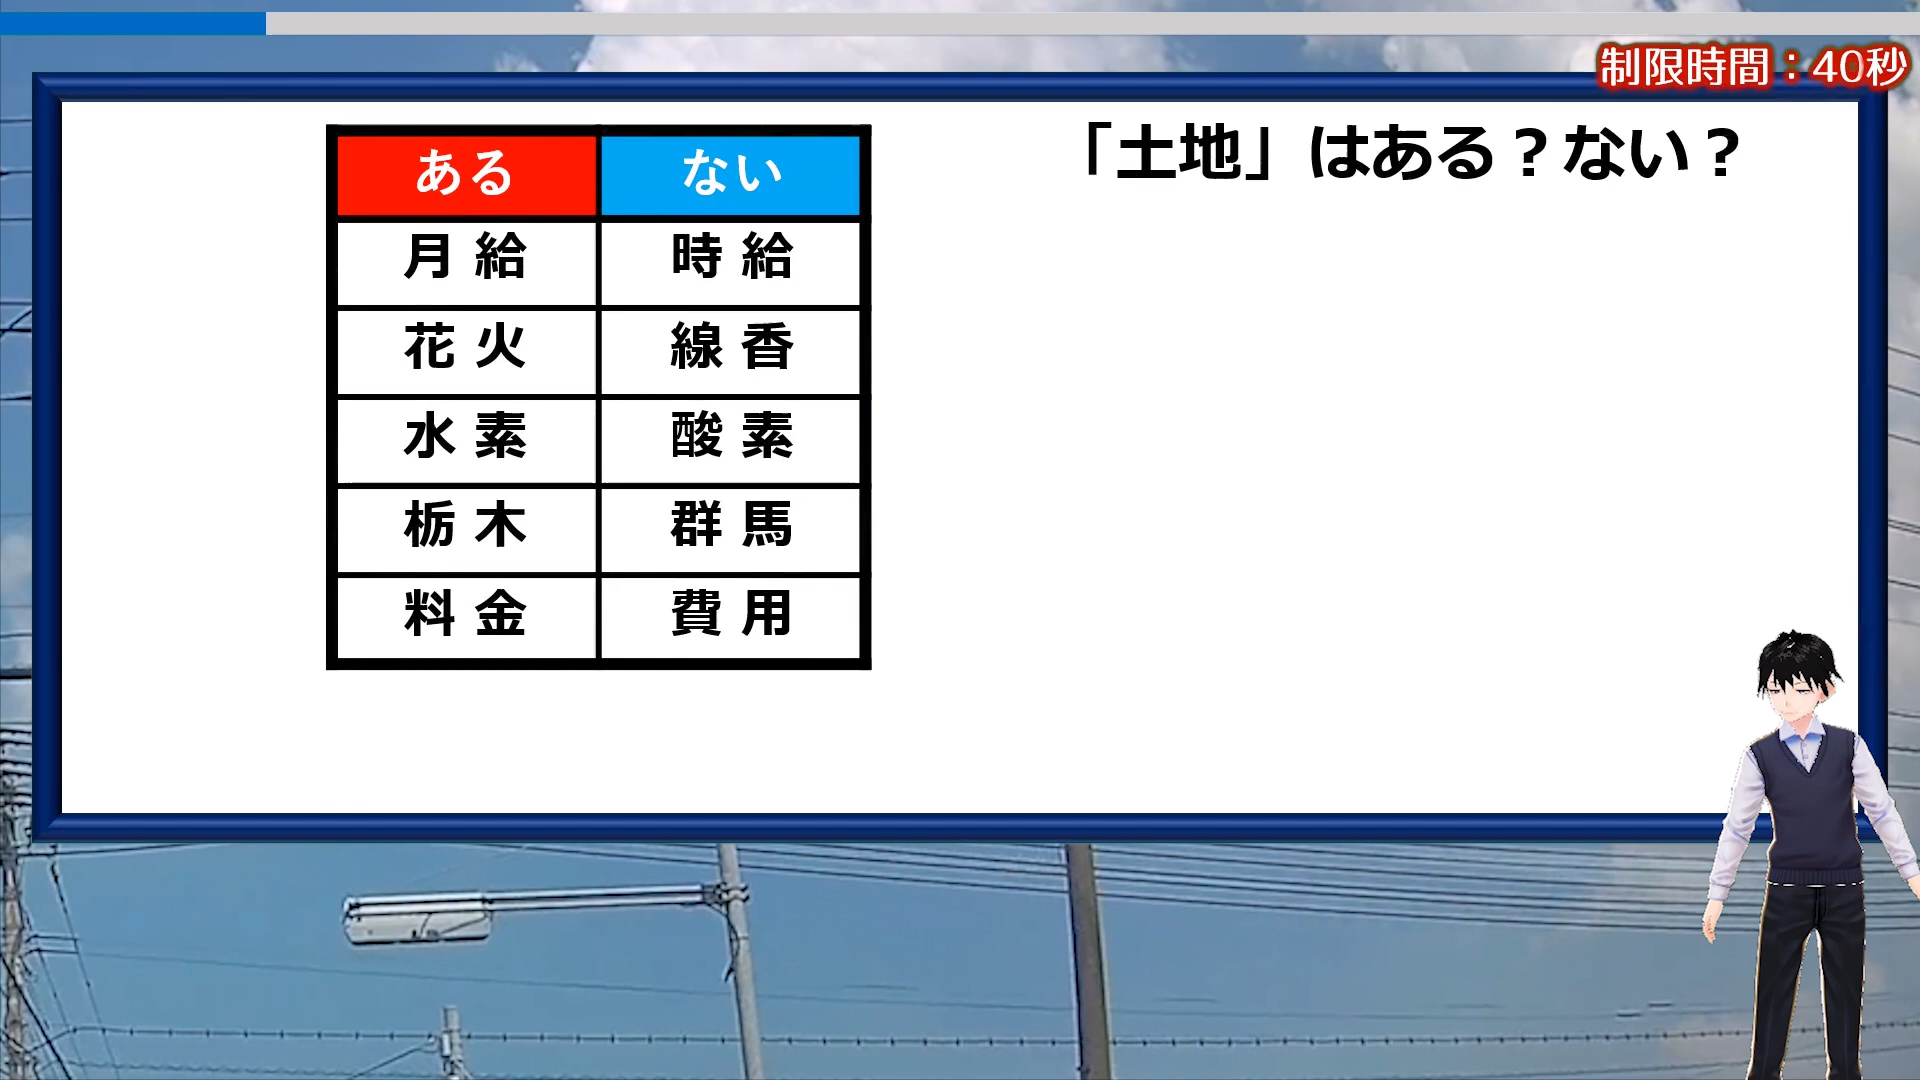 制限時間：40秒
「土地」はある？ない？
ある ない
月給 時給
花火 線香
水素 酸素
栃木 群馬
料金 費用